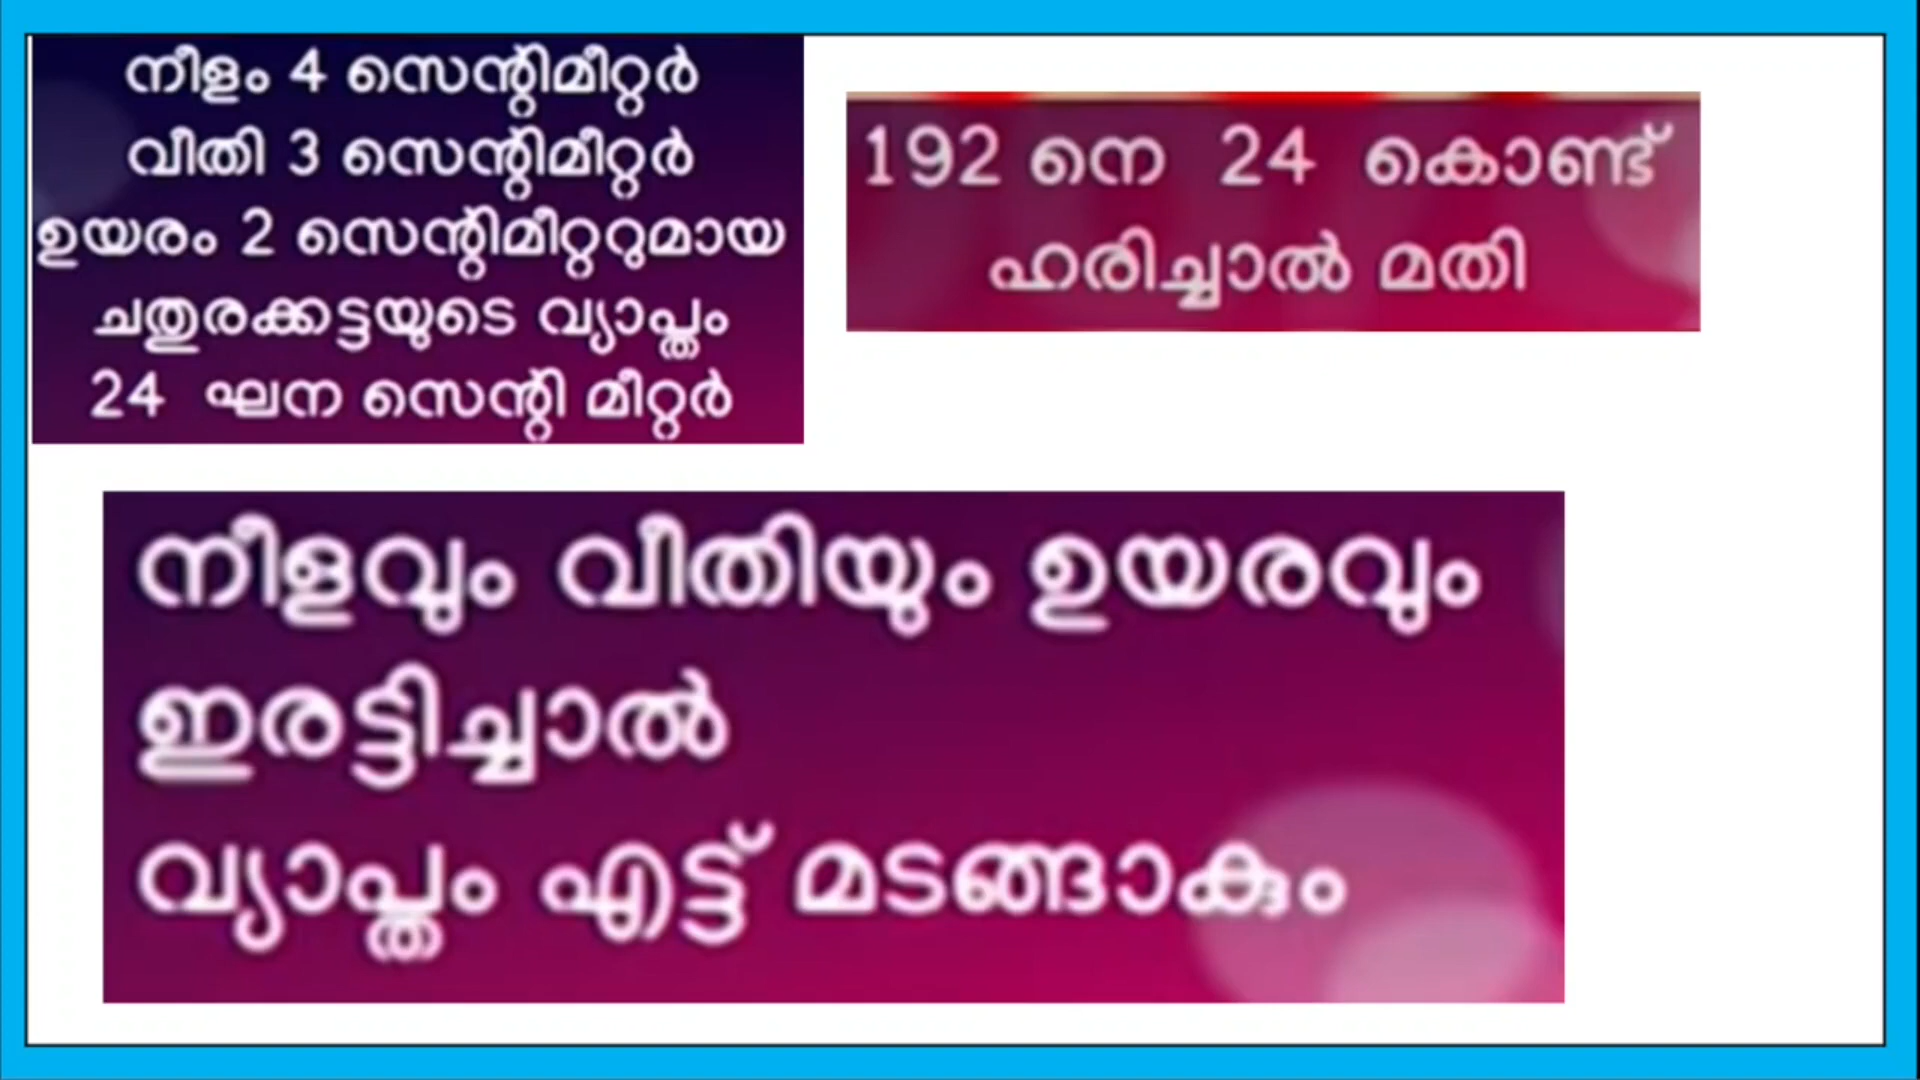 നീളം 4 സെന്റിമീറ്റർ
വീതി 3 സെന്റിമീറ്റർ
ഉയരം 2 സെന്റിമീറ്ററുമായ
ചതുരക്കട്ടയുടെ വ്യാപ്തം
24 ഘന സെന്റി മീറ്റർ
192 നെ 24 കൊണ്ട്
ഹരിച്ചാൽ മതി
നീളവും വീതിയും ഉയരവും
ഇരട്ടിച്ചാൽ
വ്യാപ്തം എട്ട് മടങ്ങാകും